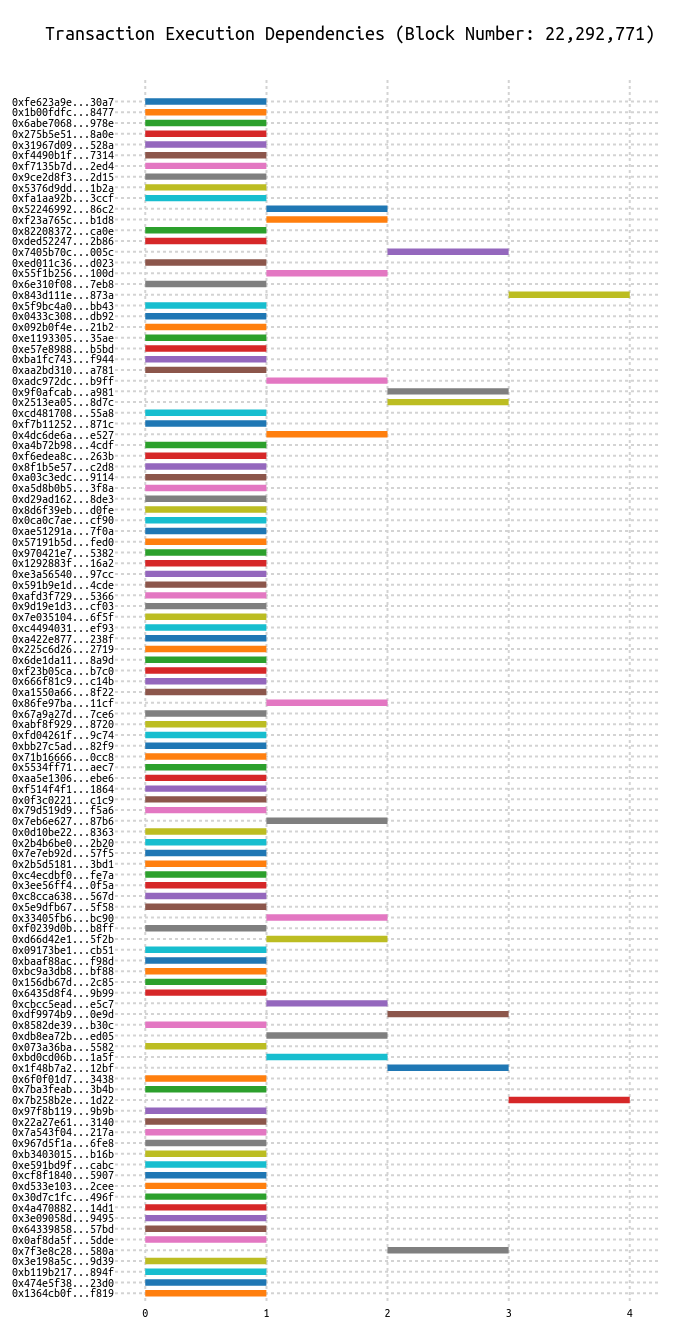 Transaction Execution Dependencies (Block Number: 22,292,771)
0xfe623a9e...30a7
0x1b00fdfc...8477
0x6abe7068...978e
0x275b5e51...8a0e
0x31967d09...528a
0xf4490b1f...7314
0xf7135b7d...2ed4
0x9ce2d8f3...2d15
0x5376d9dd...1b2a
0xfa1aa92b...3ccf
0x52246992...86c2
0xf23a765c...b1d8
0x82208372...ca0e
0xded52247...2b86
0x7405b70c...005c
0xed011c36...d023
0x55f1b256...100d
0x6e310f08...7eb8
0x843d111e...873a
0x5f9bc4a0...bb43
0x0433c308...db92
0x092b0f4e...21b2
0xe1193305...35ae
0xe57e8988...b5bd
0xba1fc743...f944
0xaa2bd310...a781
0xadc972dc...b9ff
0x9f0afcab...a981
0x2513ea05...8d7c
0xcd481708...55a8
0xf7b11252...871c
0x4dc6de6a...e527
0xa4b72b98...4cdf
0xf6edea8c...263b
0x8f1b5e57...c2d8
0xa03c3edc...9114
0xa5d8b0b5...3f8a
0xd29ad162...8de3
0x8d6f39eb...d0fe
0x0ca0c7ae...cf90
0xae51291a...7f0a
0x57191b5d...fed0
0x970421e7...5382
0x1292883f...16a2
0xe3a56540...97cc
0x591b9e1d...4cde
0xafd3f729...5366
0x9d19e1d3...cf03
0x7e035104...6f5f
0xc4494031...ef93
0xa422e877...238f
0x225c6d26...2719
0x6de1da11...8a9d
0xf23b05ca...b7c0
0x666f81c9...c14b
0xa1550a66...8f22
0x86fe97ba...11cf
0x67a9a27d...7ce6
0xabf8f929...8720
0xfd04261f...9c74
0xbb27c5ad...82f9
0x71b16666...0cc8
0x5534ff71...aec7
0xaa5e1306...ebe6
0xf514f4f1...1864
0x0f3c0221...c1c9
0x79d519d9...f5a6
0x7eb6e627...87b6
0x0d10be22...8363
0x2b4b6be0...2b20
0x7e7eb92d...57f5
0x2b5d5181...3bd1
0xc4ecdbf0...fe7a
0x3ee56ff4...0f5a
0xc8cca638...567d
0x5e9dfb67...5f58
0x33405fb6...bc90
0xf0239d0b...b8ff
0xd66d42e1...5f2b
0x09173be1...cb51
0xbaaf88ac...f98d
0xbc9a3db8...bf88
0x156db67d...2c85
0x6435d8f4...9b99
0xcbcc5ead...e5c7
0xdf9974b9...0e9d
0x8582de39...b30c
0xdb8ea72b...ed05
0x073a36ba...5582
0xbd0cd06b...1a5f
0x1f48b7a2...12bf
0x6f0f01d7...3438
0x7ba3feab...3b4b
0x7b258b2e...1d22
0x97f8b119...9b9b
0x22a27e61...3140
0x7a543f04...217a
0x967d5f1a...6fe8
0xb3403015...b16b
0xe591bd9f...cabc
0xcf8f1840...5907
0xd533e103...2cee
0x30d7c1fc...496f
0x4a470882...14d1
0x3e09058d...9495
0x64339858...57bd
0x0af8da5f...5dde
0x7f3e8c28...580a
0x3e198a5c...9d39
0xb119b217...894f
0x474e5f38...23d0
0x1364cb0f...f819
0 1 2 3 4